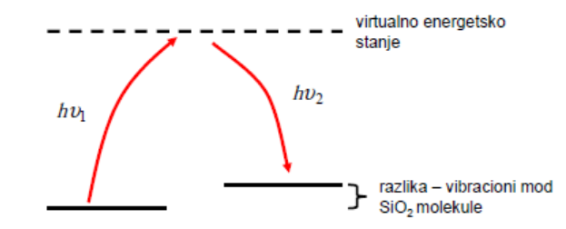 virtualno energetsko
stanje
hυ₁
hυ₂
razlika – vibracioni mod
SiO₂ molekule